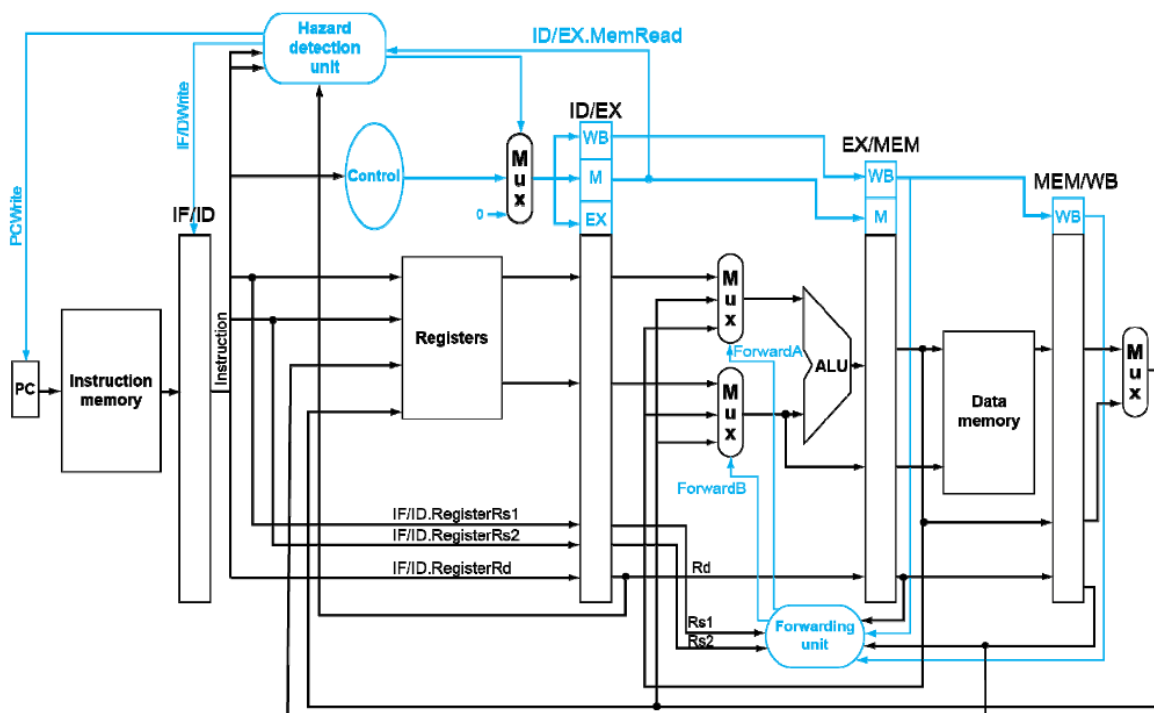 Hazard
detection
unit
ID/EX.MemRead
ID/EX
WB
M
EX
EX/MEM
WB
M
MEM/WB
WB
PCWrite
IF/DWrite
Control
0
M
u
x
IF/ID
Instruction
PC
Instruction
memory
Registers
M
u
x
ForwardA
M
u
x
ForwardB
ALU
Data
memory
M
u
x
IF/ID.RegisterRs1
IF/ID.RegisterRs2
IF/ID.RegisterRd
Rd
Rs1
Rs2
Forwarding
unit